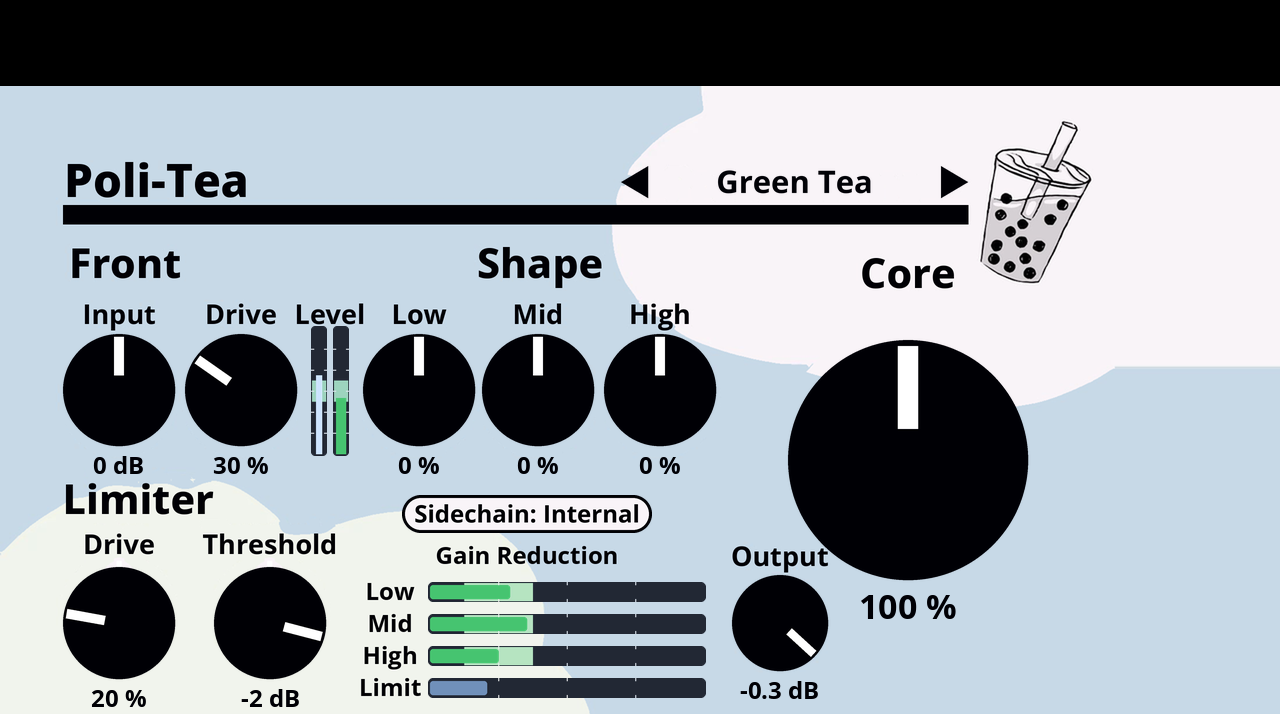 Poli-Tea
Green Tea
Front
Shape
Core
Input
Drive
Level
Low
Mid
High
0 dB
30 %
0 %
0 %
0 %
100 %
Limiter
Drive
Threshold
20 %
-2 dB
Sidechain: Internal
Gain Reduction
Low
Mid
High
Limit
Output
-0.3 dB